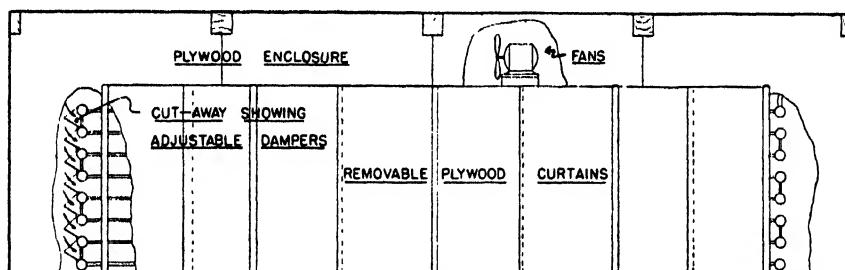 PLYWOOD ENCLOSURE
FANS
CUT-AWAY SHOWING
ADJUSTABLE DAMPERS
REMOVABLE PLYWOOD CURTAINS